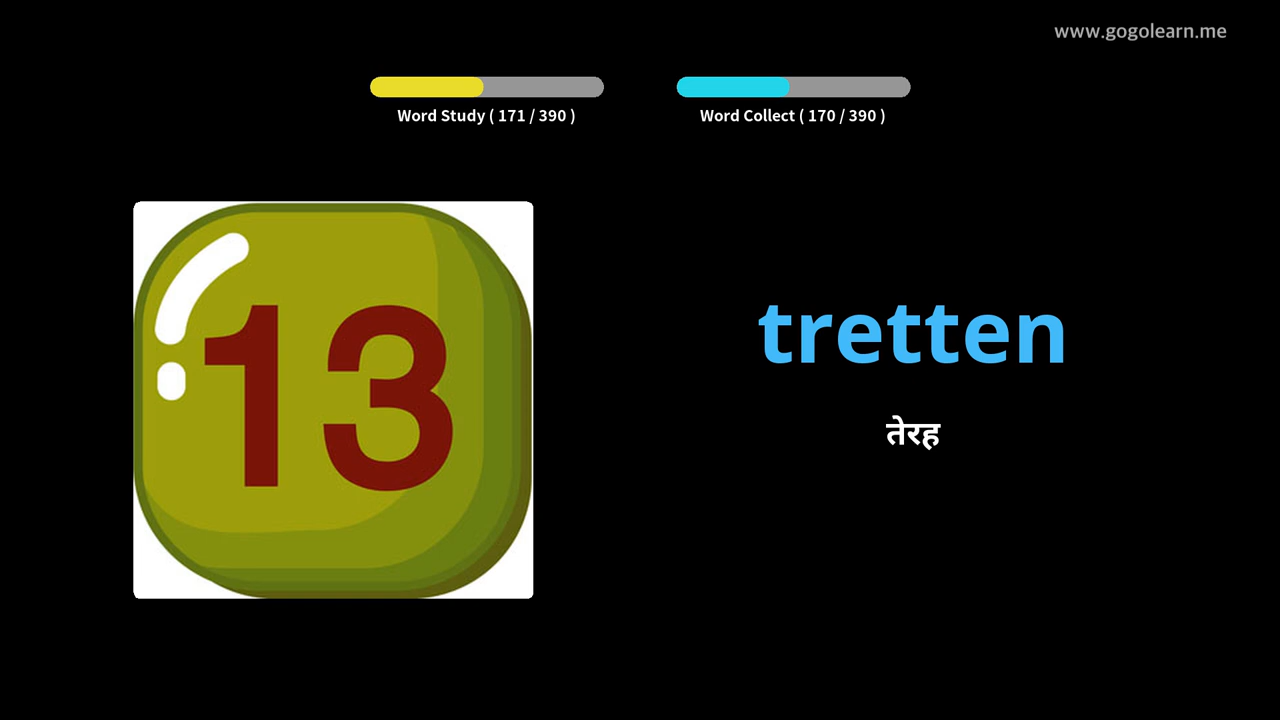 www.gogolearn.me
Word Study ( 171 / 390 )
Word Collect ( 170 / 390 )
13
tretten
तेरह